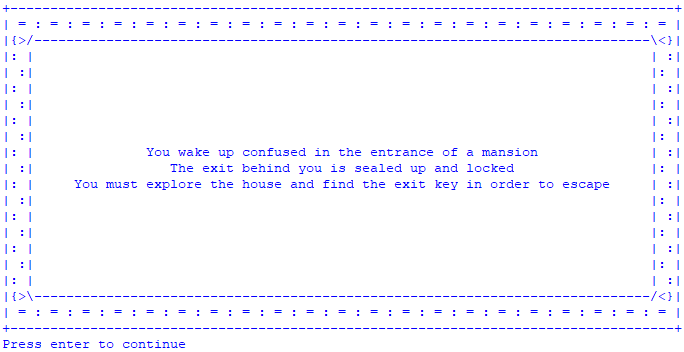 You wake up confused in the entrance of a mansion
The exit behind you is sealed up and locked
You must explore the house and find the exit key in order to escape
Press enter to continue